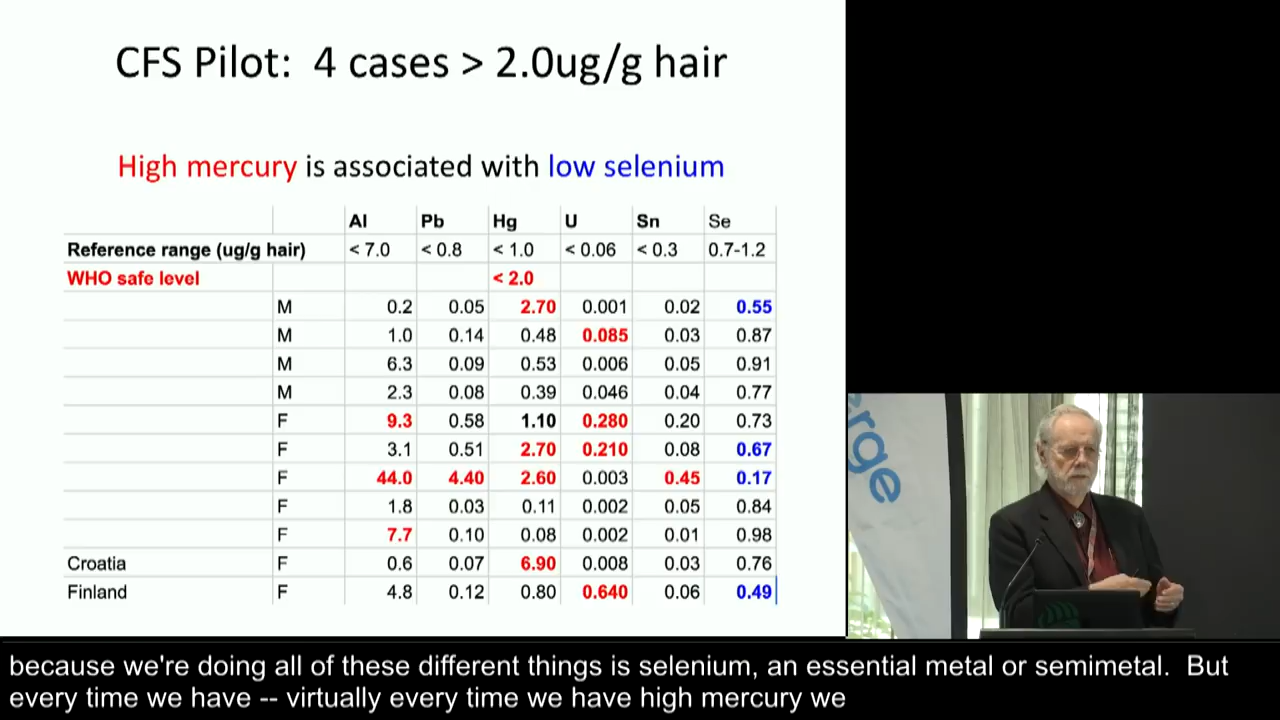 CFS Pilot: 4 cases > 2.0ug/g hair
High mercury is associated with low selenium
Al Pb Hg U Sn Se
Reference range (ug/g hair) < 7.0 < 0.8 < 1.0 < 0.06 < 0.3 0.7-1.2
WHO safe level < 2.0
M 0.2 0.05 2.70 0.001 0.02 0.55
M 1.0 0.14 0.48 0.085 0.03 0.87
M 6.3 0.09 0.53 0.006 0.05 0.91
M 2.3 0.08 0.39 0.046 0.04 0.77
F 9.3 0.58 1.10 0.280 0.20 0.73
F 3.1 0.51 2.70 0.210 0.08 0.67
F 44.0 4.40 2.60 0.003 0.45 0.17
F 1.8 0.03 0.11 0.002 0.05 0.84
F 7.7 0.10 0.08 0.002 0.01 0.98
Croatia F 0.6 0.07 6.90 0.008 0.03 0.76
Finland F 4.8 0.12 0.80 0.640 0.06 0.49
erge
because we're doing all of these different things is selenium, an essential metal or semimetal. But
every time we have -- virtually every time we have high mercury we